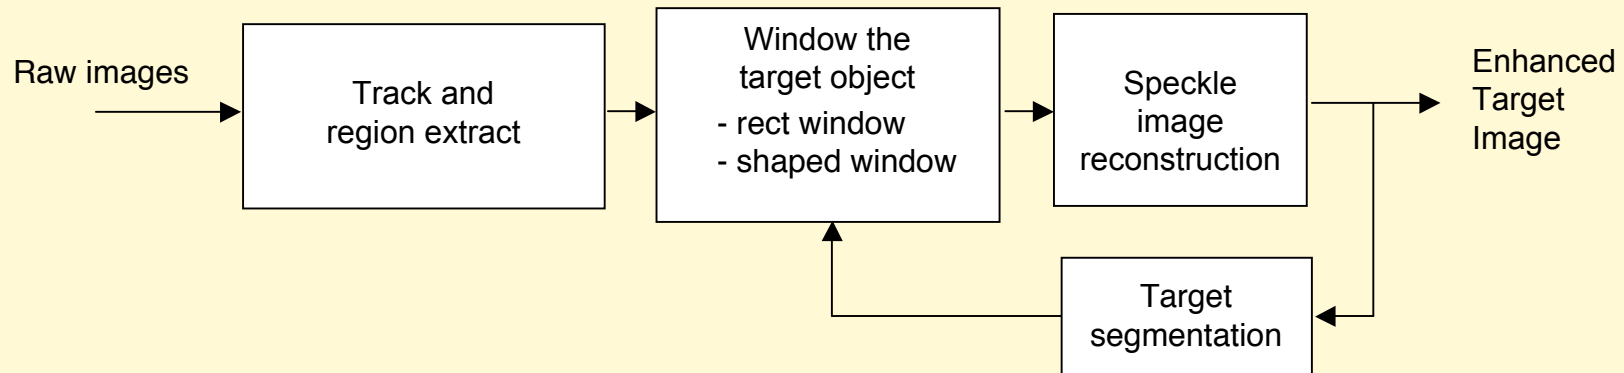 Raw images
Track and
region extract
Window the
target object
- rect window
- shaped window
Speckle
image
reconstruction
Enhanced
Target
Image
Target
segmentation